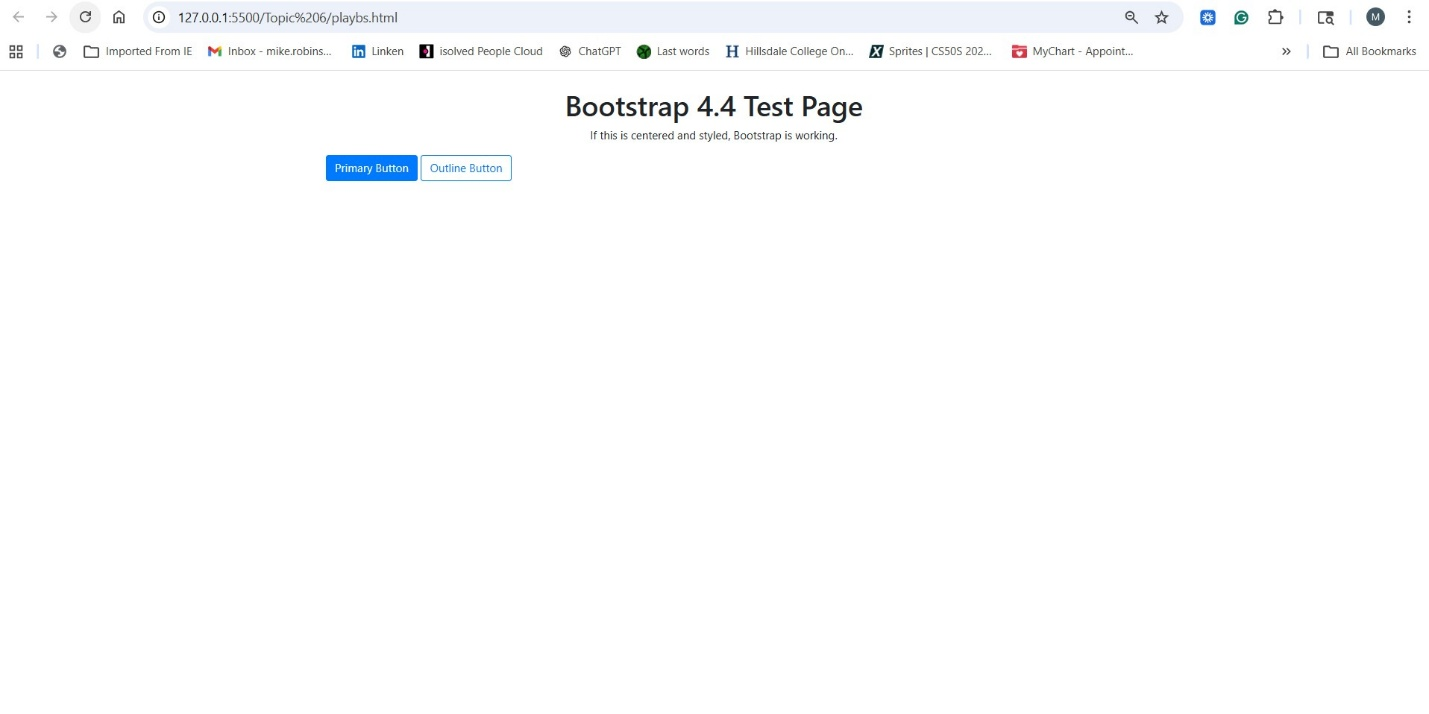 127.0.0.1:5500/Topic%206/playbs.html
M
Imported From IE Inbox - mike.robins... Linken isolved People Cloud ChatGPT Last words Hillsdale College On... Sprites | CS50S 202... MyChart - Appoint... » All Bookmarks
Bootstrap 4.4 Test Page
If this is centered and styled, Bootstrap is working.
Primary Button Outline Button